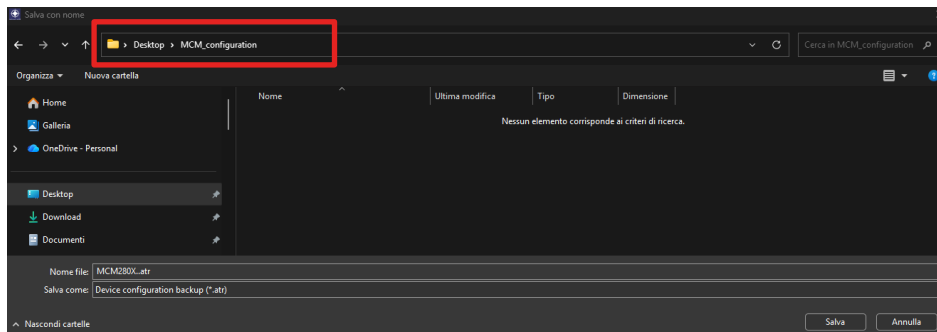 Salva con nome
Desktop > MCM_configuration
Cerca in MCM_configuration
Organizza
Nuova cartella
Home
Galleria
OneDrive - Personal
Desktop
Download
Documenti
Nome
Ultima modifica
Tipo
Dimensione
Nessun elemento corrisponde ai criteri di ricerca.
Nome file: MCM280X_.atr
Salva come: Device configuration backup (*.atr)
Nascondi cartelle
Salva
Annulla